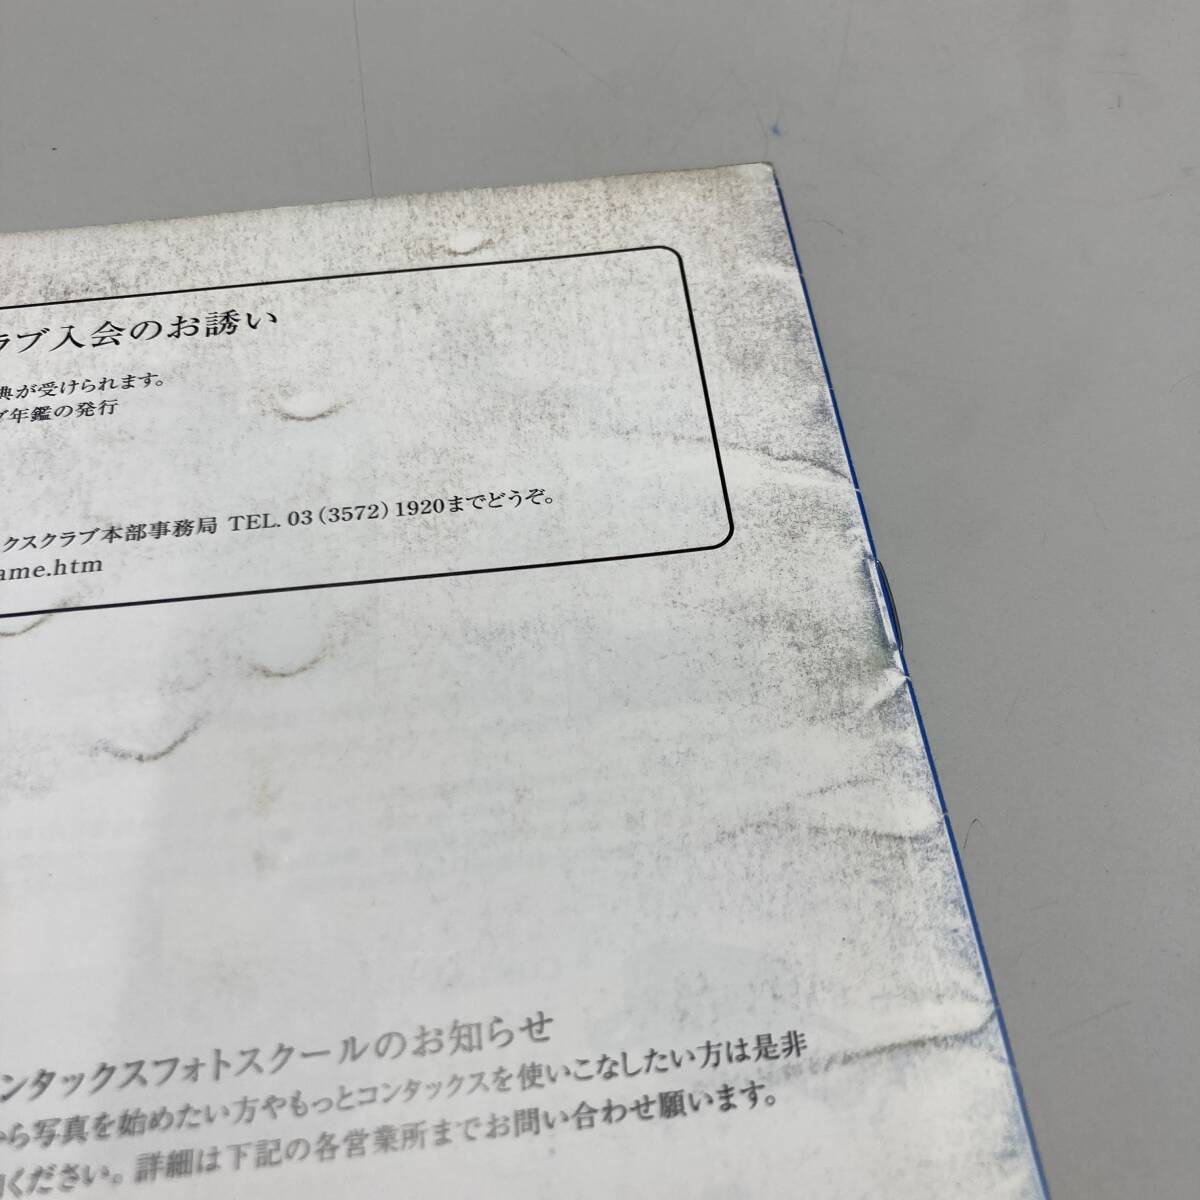 ラブ入会のお誘い
典が受けられます。
ブ年鑑の発行
クスクラブ本部事務局 TEL. 03 (3572) 1920までどうぞ。
ame.htm
ンタックスフォトスクールのお知らせ
から写真を始めたい方やもっとコンタックスを使いこなしたい方は是非
ください。詳細は下記の各営業所までお問い合わせ願います。